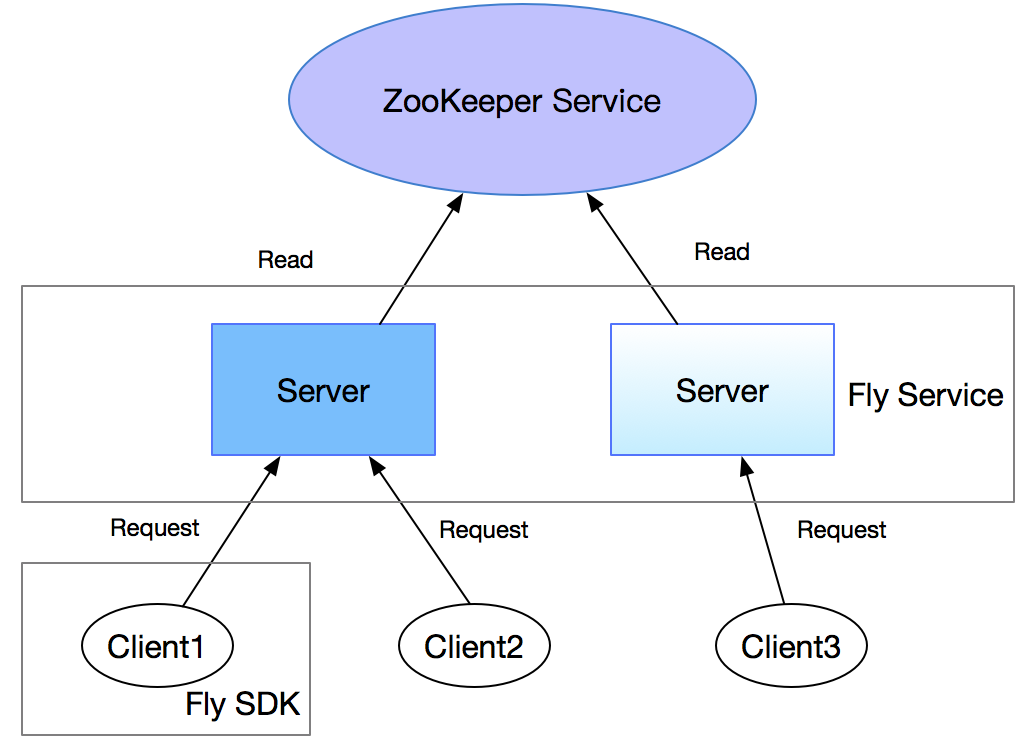 ZooKeeper Service
Read
Read
Server
Server
Fly Service
Request
Request
Request
Client1
Client2
Client3
Fly SDK